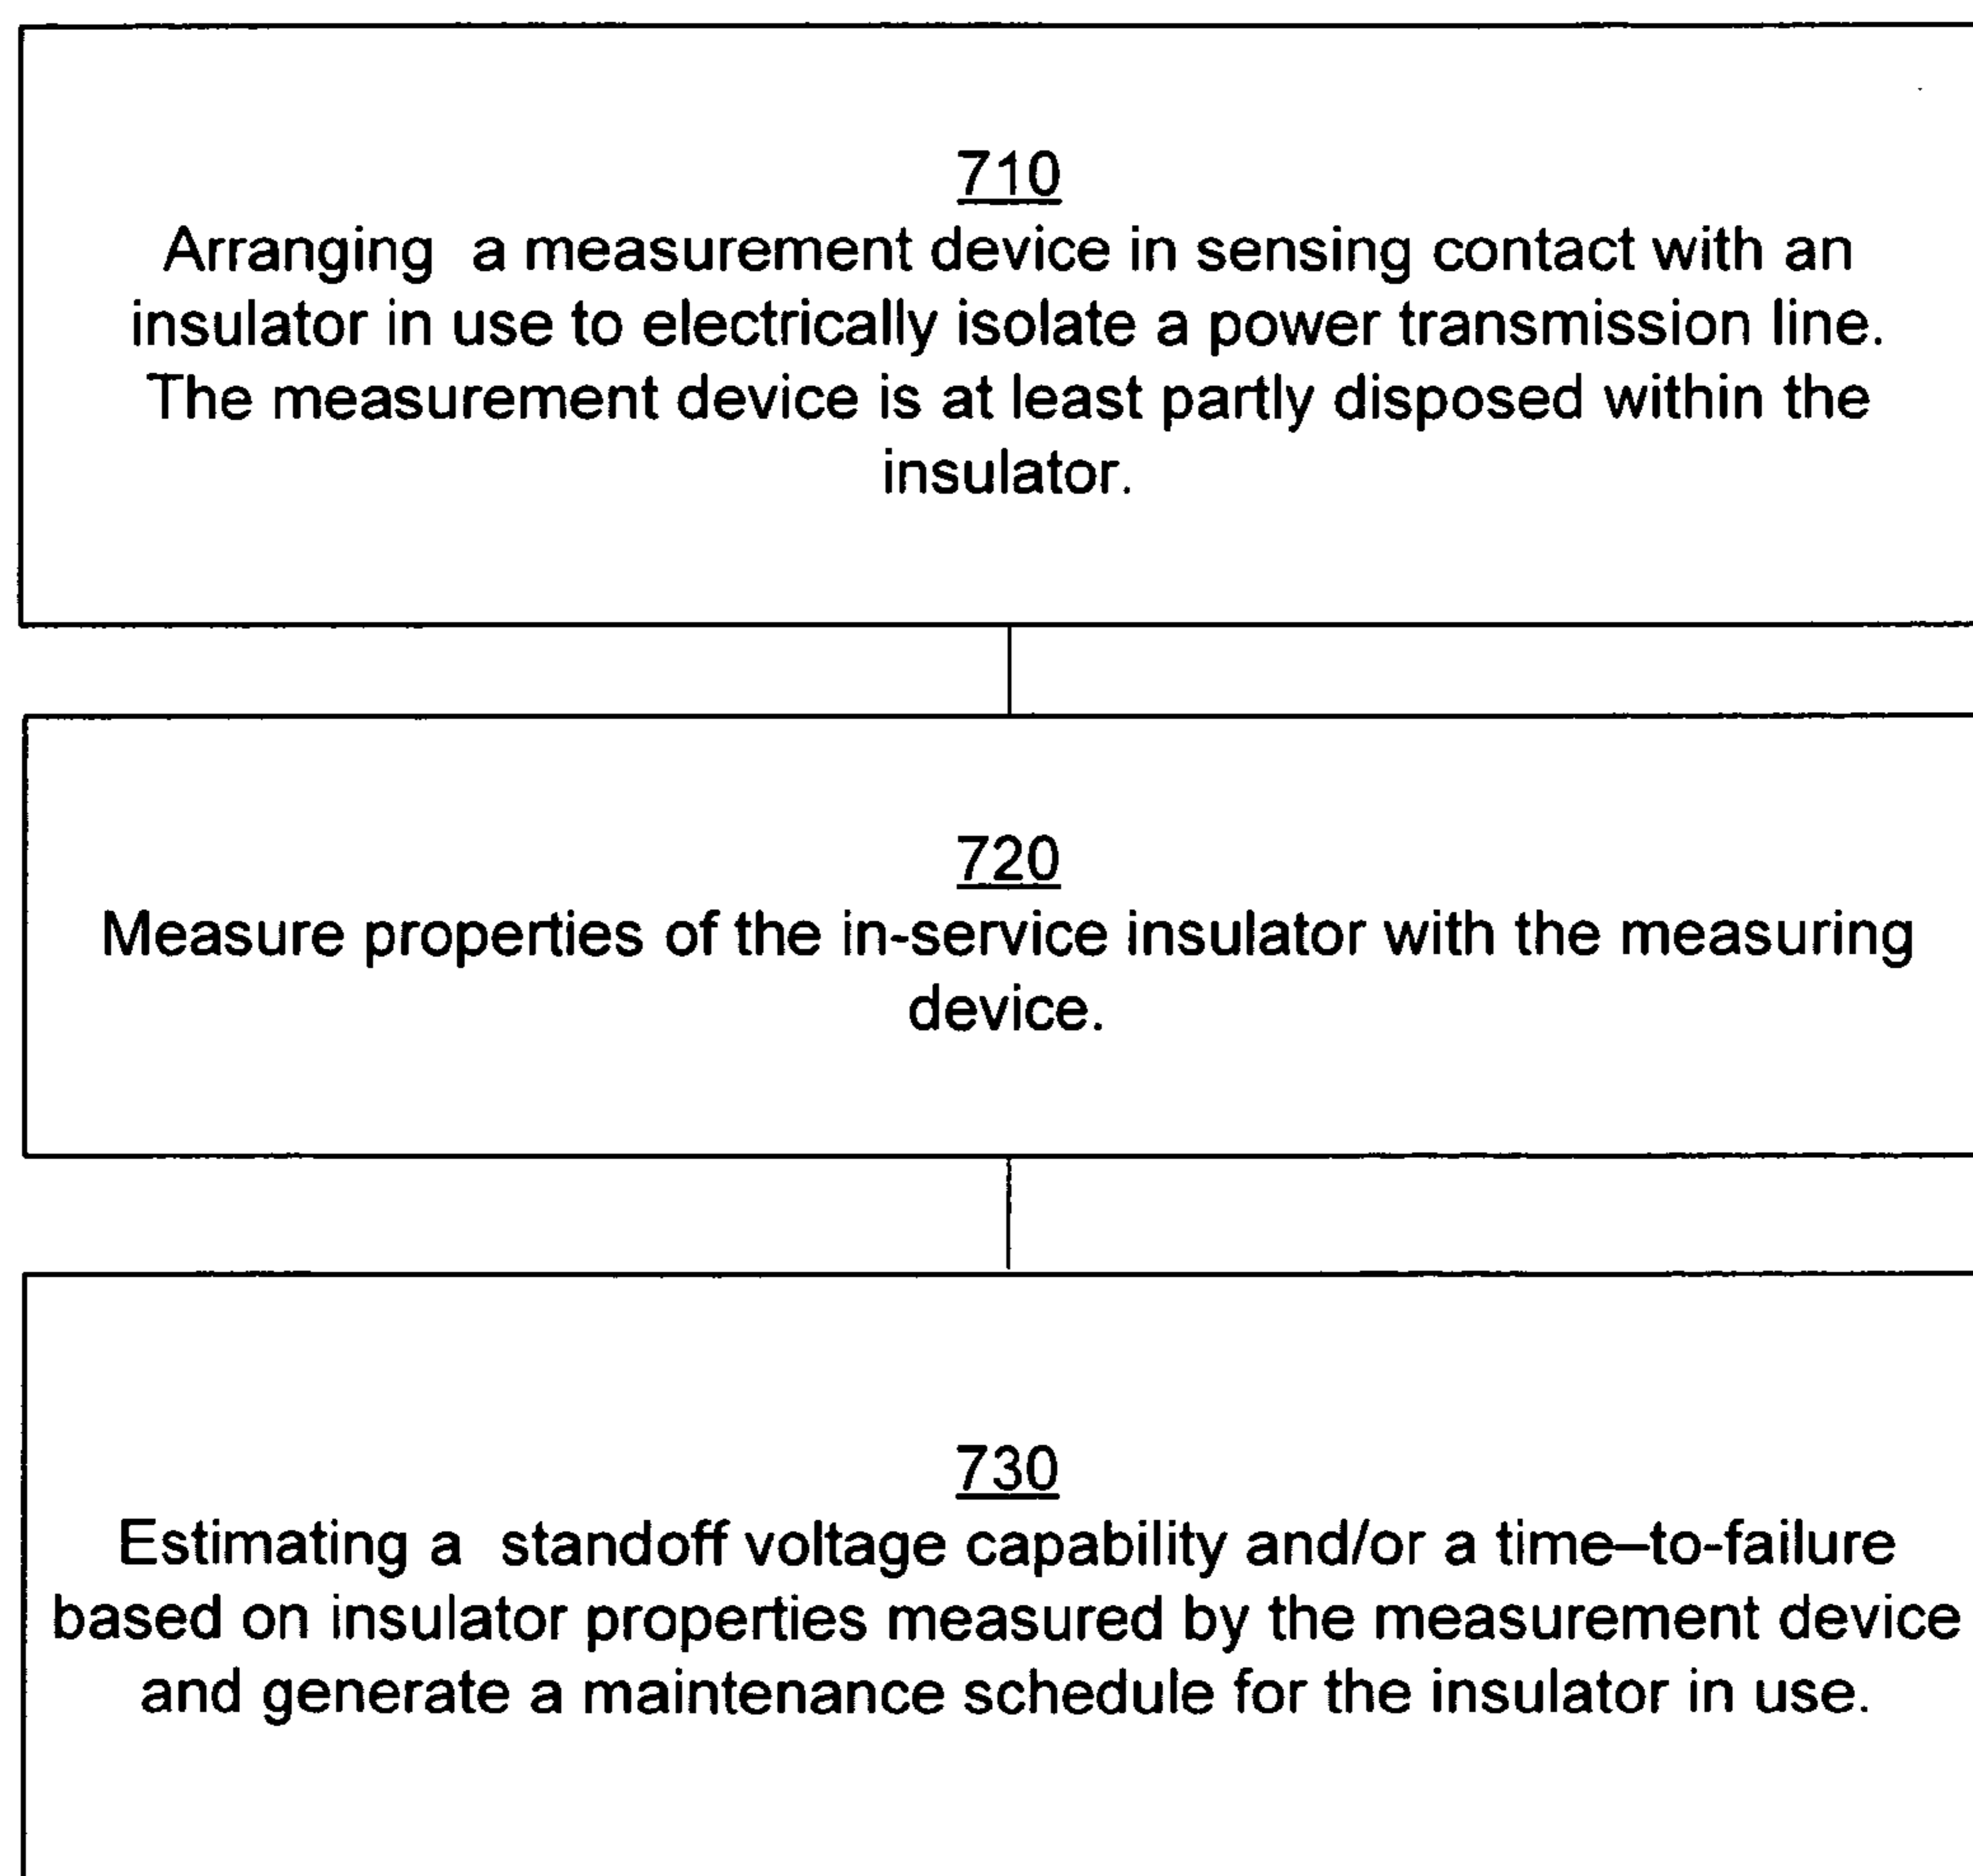 710
Arranging a measurement device in sensing contact with an
insulator in use to electrically isolate a power transmission line.
The measurement device is at least partly disposed within the
insulator.
720
Measure properties of the in-service insulator with the measuring
device.
730
Estimating a standoff voltage capability and/or a time–to-failure
based on insulator properties measured by the measurement device
and generate a maintenance schedule for the insulator in use.